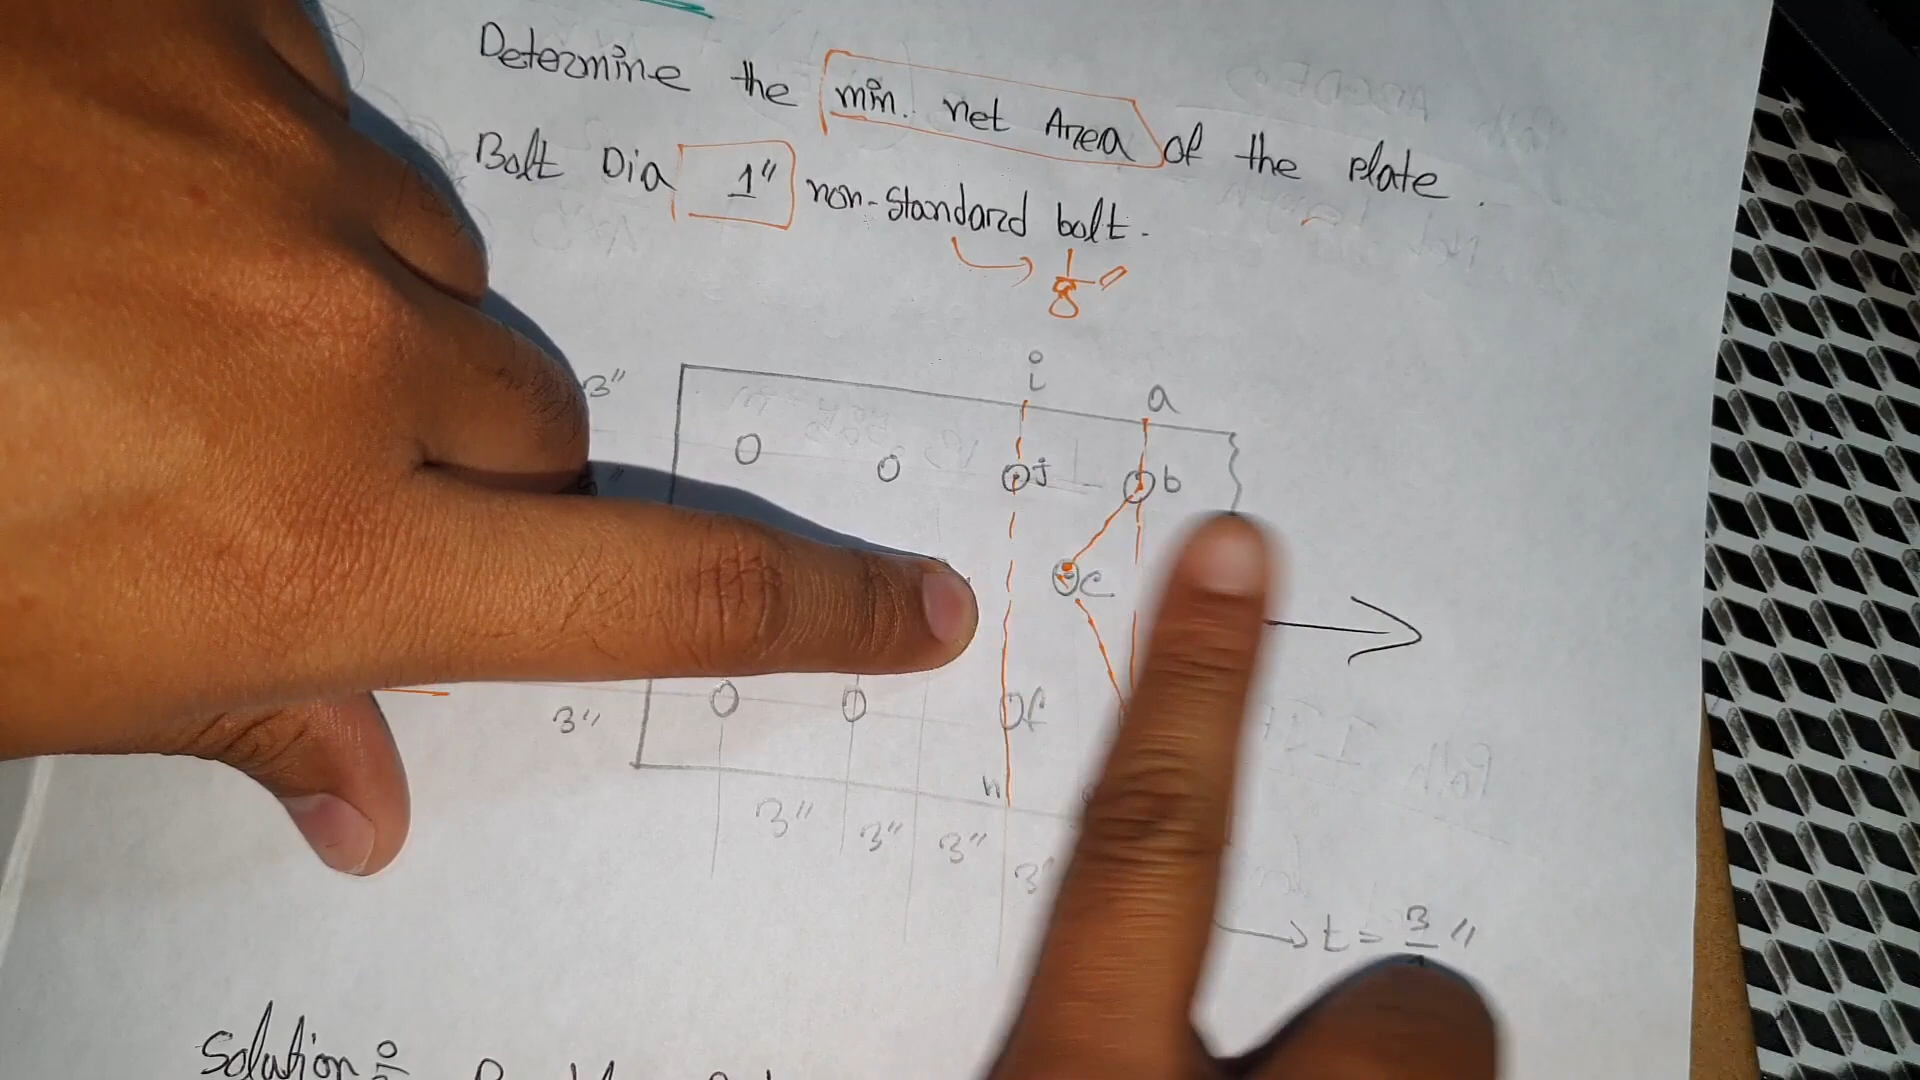 Determine the min. net Area of the plate.
Bolt Dia 1" non-standard bolt.
1/8"
i
a
3"
j
b
c
f
3"
h
3"
3"
3"
t = 3
Solution: